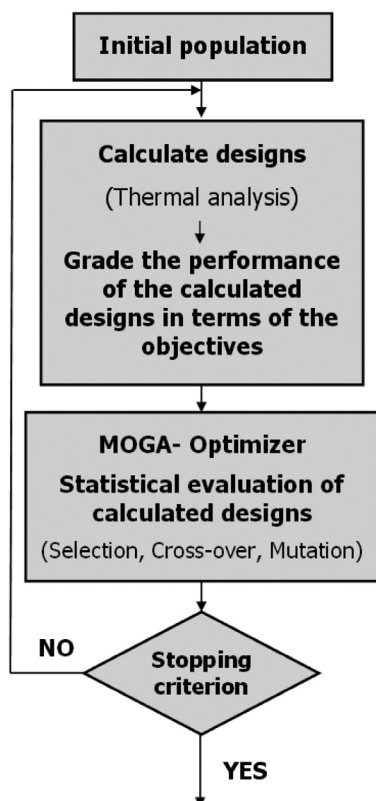 Initial population
Calculate designs
(Thermal analysis)
Grade the performance
of the calculated
designs in terms of the
objectives
MOGA- Optimizer
Statistical evaluation of
calculated designs
(Selection, Cross-over, Mutation)
NO
Stopping
criterion
YES